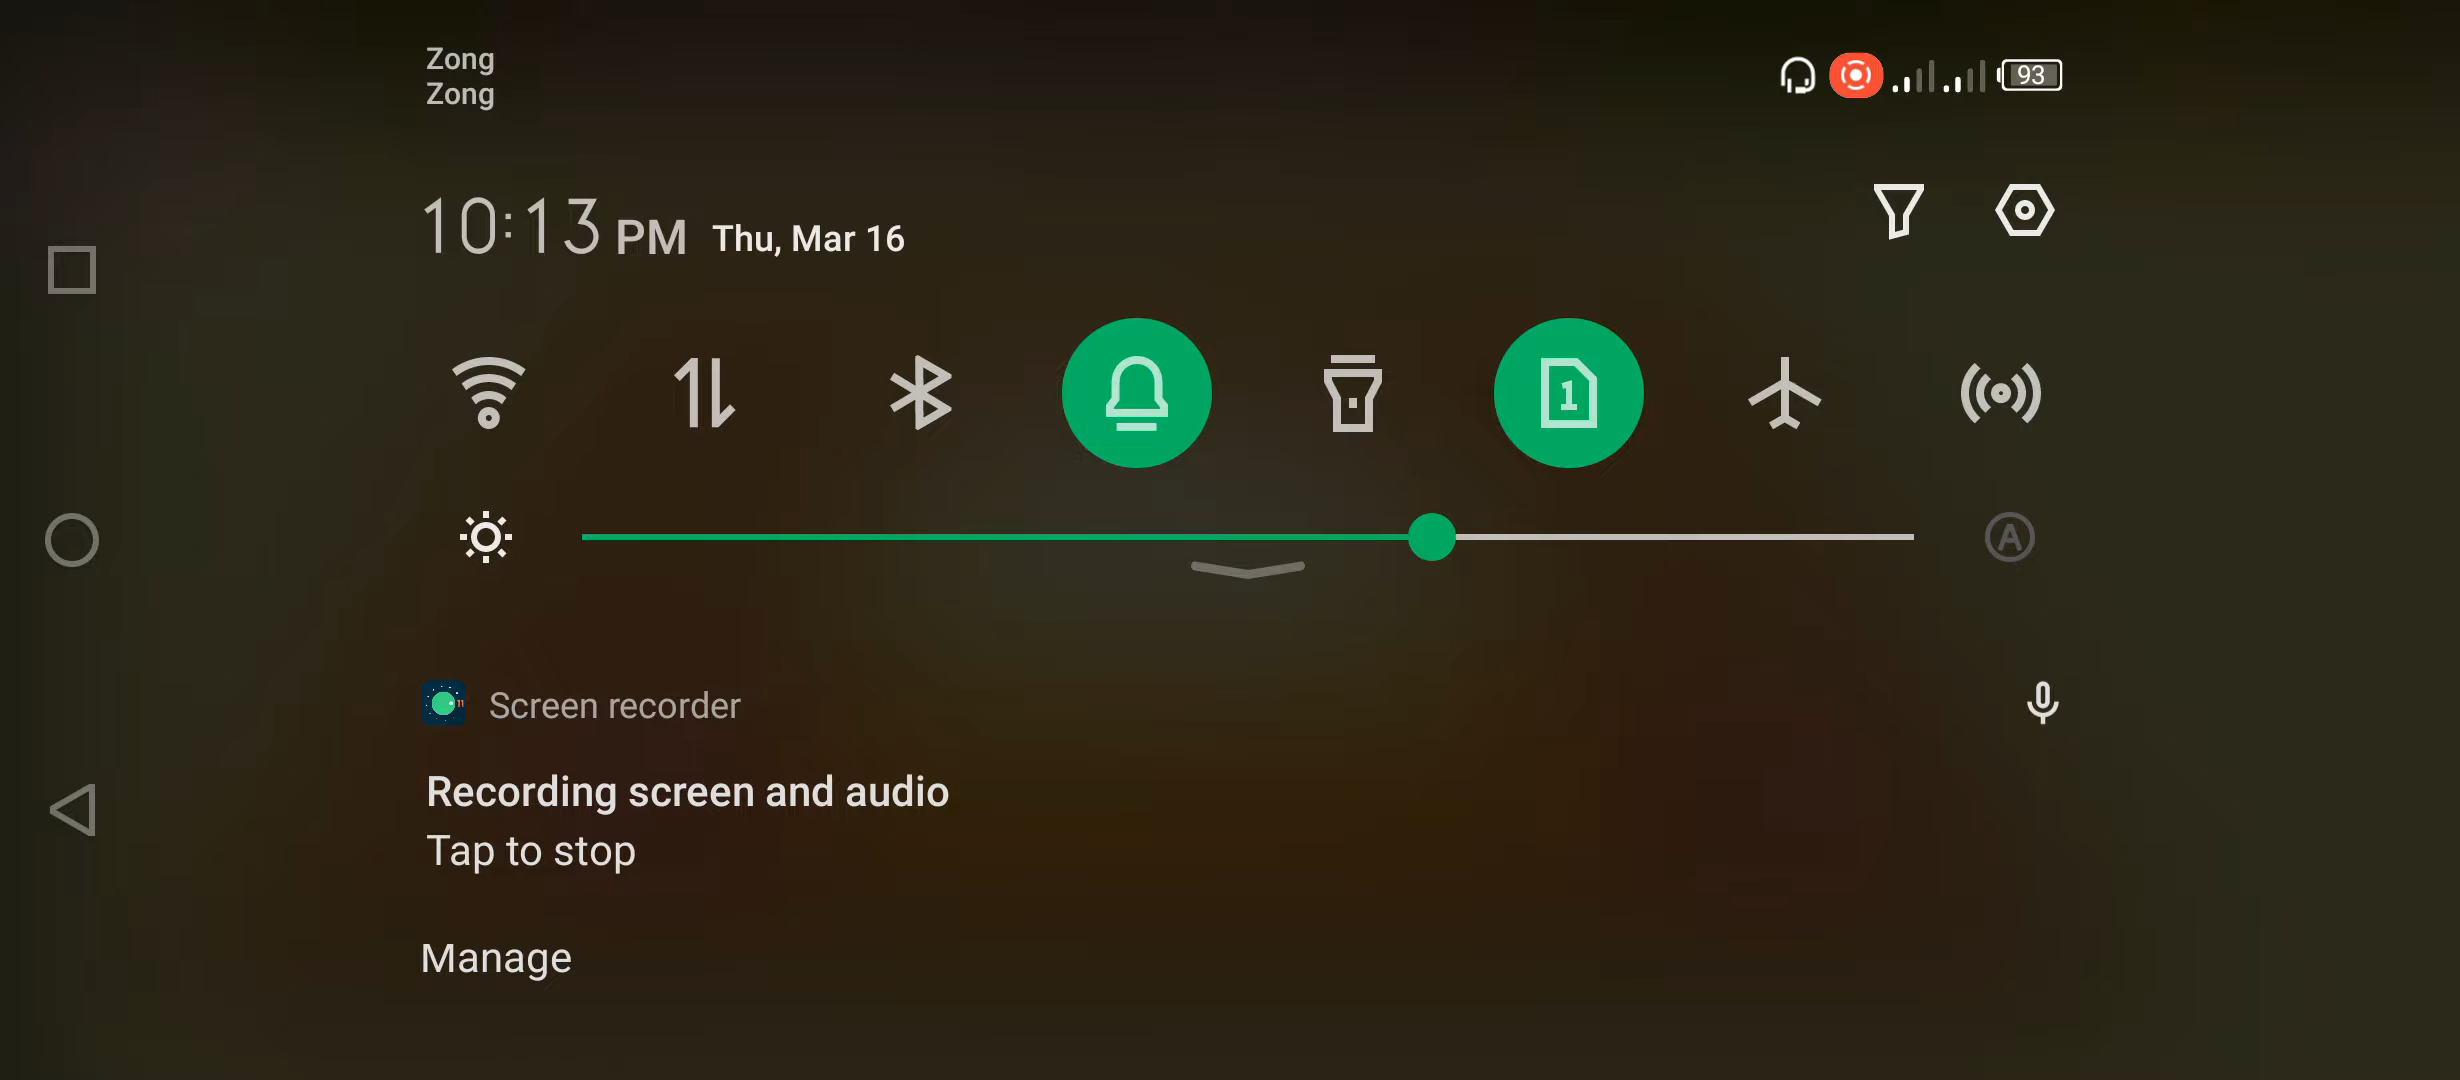 Zong
Zong
93
10:13 PM Thu, Mar 16
1
A
Screen recorder
Recording screen and audio
Tap to stop
Manage